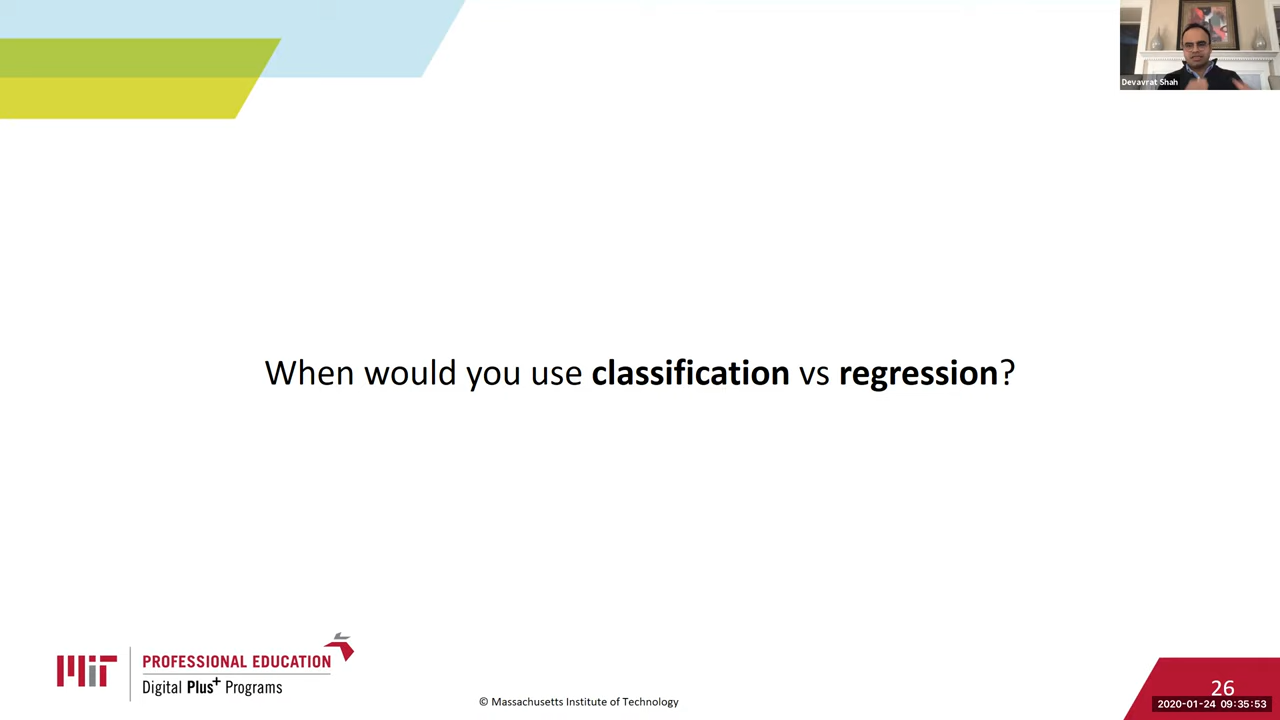 Devavrat Shah
When would you use classification vs regression?
MIT
PROFESSIONAL EDUCATION
Digital Plus+ Programs
© Massachusetts Institute of Technology
26
2020-01-24 09:35:53